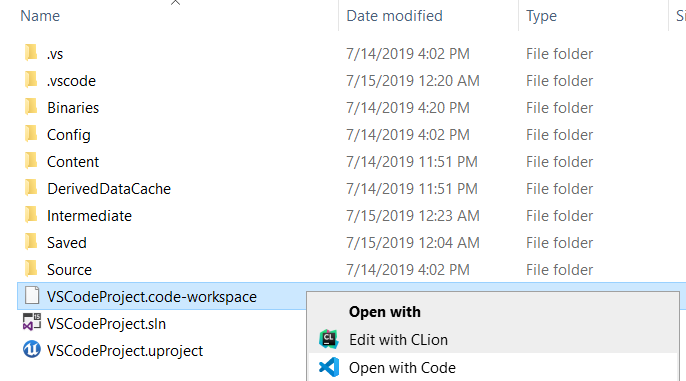 Name Date modified Type Si
.vs 7/14/2019 4:02 PM File folder
.vscode 7/15/2019 12:20 AM File folder
Binaries 7/14/2019 4:20 PM File folder
Config 7/14/2019 4:02 PM File folder
Content 7/14/2019 11:51 PM File folder
DerivedDataCache 7/14/2019 11:51 PM File folder
Intermediate 7/15/2019 12:23 AM File folder
Saved 7/15/2019 12:04 AM File folder
Source 7/14/2019 4:02 PM File folder
VSCodeProject.code-workspace
Open with
VSCodeProject.sln
Edit with CLion
VSCodeProject.uproject
Open with Code